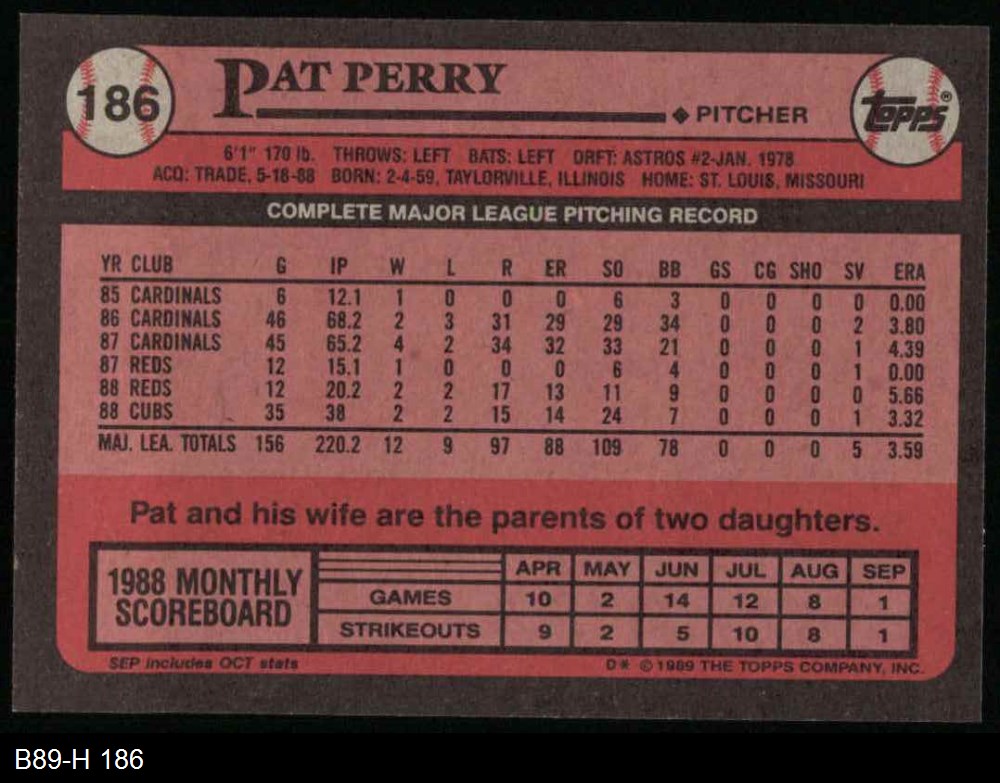 186
PAT PERRY
PITCHER
TOPPS®
6'1" 170 lb. THROWS: LEFT BATS: LEFT DRFT: ASTROS #2-JAN. 1978
ACQ: TRADE, 5-18-88 BORN: 2-4-59, TAYLORVILLE, ILLINOIS HOME: ST. LOUIS, MISSOURI
COMPLETE MAJOR LEAGUE PITCHING RECORD
YR CLUB G IP W L R ER SO BB GS CG SHO SV ERA
85 CARDINALS 6 12.1 1 0 0 0 6 3 0 0 0 0 0.00
86 CARDINALS 46 68.2 2 3 31 29 29 34 0 0 0 2 3.80
87 CARDINALS 45 65.2 4 2 34 32 33 21 0 0 0 1 4.39
87 REDS 12 15.1 1 0 0 0 6 4 0 0 0 1 0.00
88 REDS 12 20.2 2 2 17 13 11 9 0 0 0 0 5.66
88 CUBS 35 38 2 2 15 14 24 7 0 0 0 1 3.32
MAJ. LEA. TOTALS 156 220.2 12 9 97 88 109 78 0 0 0 5 3.59
Pat and his wife are the parents of two daughters.
1988 MONTHLY SCOREBOARD
APR MAY JUN JUL AUG SEP
GAMES 10 2 14 12 8 1
STRIKEOUTS 9 2 5 10 8 1
SEP includes OCT stats
D* © 1989 THE TOPPS COMPANY, INC.
B89-H 186